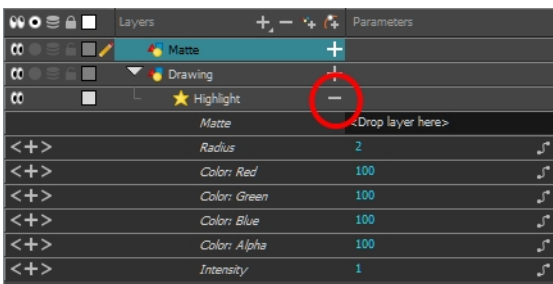 Layers Parameters
Matte
Drawing
Highlight
Matte <Drop layer here>
Radius 2
Color: Red 100
Color: Green 100
Color: Blue 100
Color: Alpha 100
Intensity 1